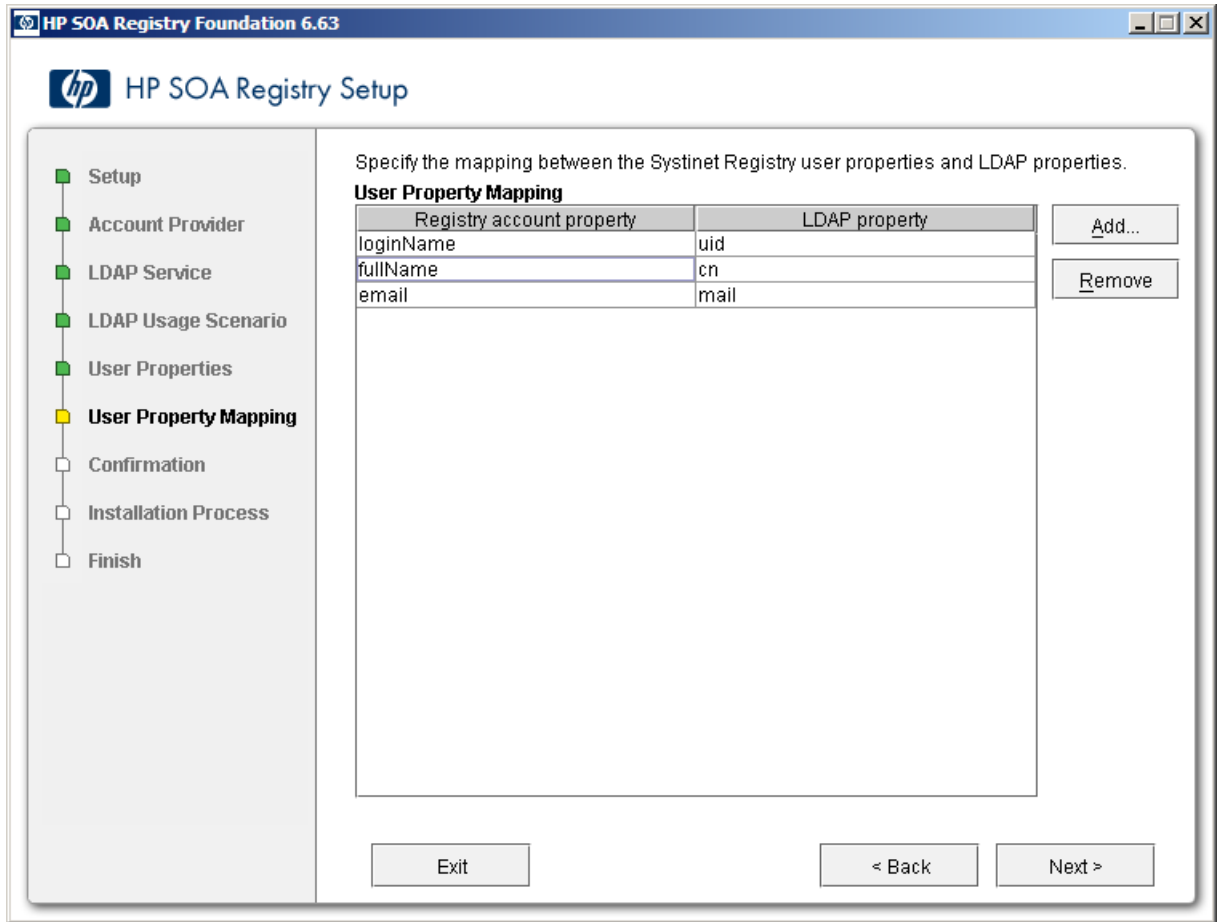 HP SOA Registry Foundation 6.63
hp HP SOA Registry Setup
Setup
Account Provider
LDAP Service
LDAP Usage Scenario
User Properties
User Property Mapping
Confirmation
Installation Process
Finish
Specify the mapping between the Systinet Registry user properties and LDAP properties.
User Property Mapping
Registry account property LDAP property
loginName uid
fullName cn
email mail
Add...
Remove
Exit < Back Next >